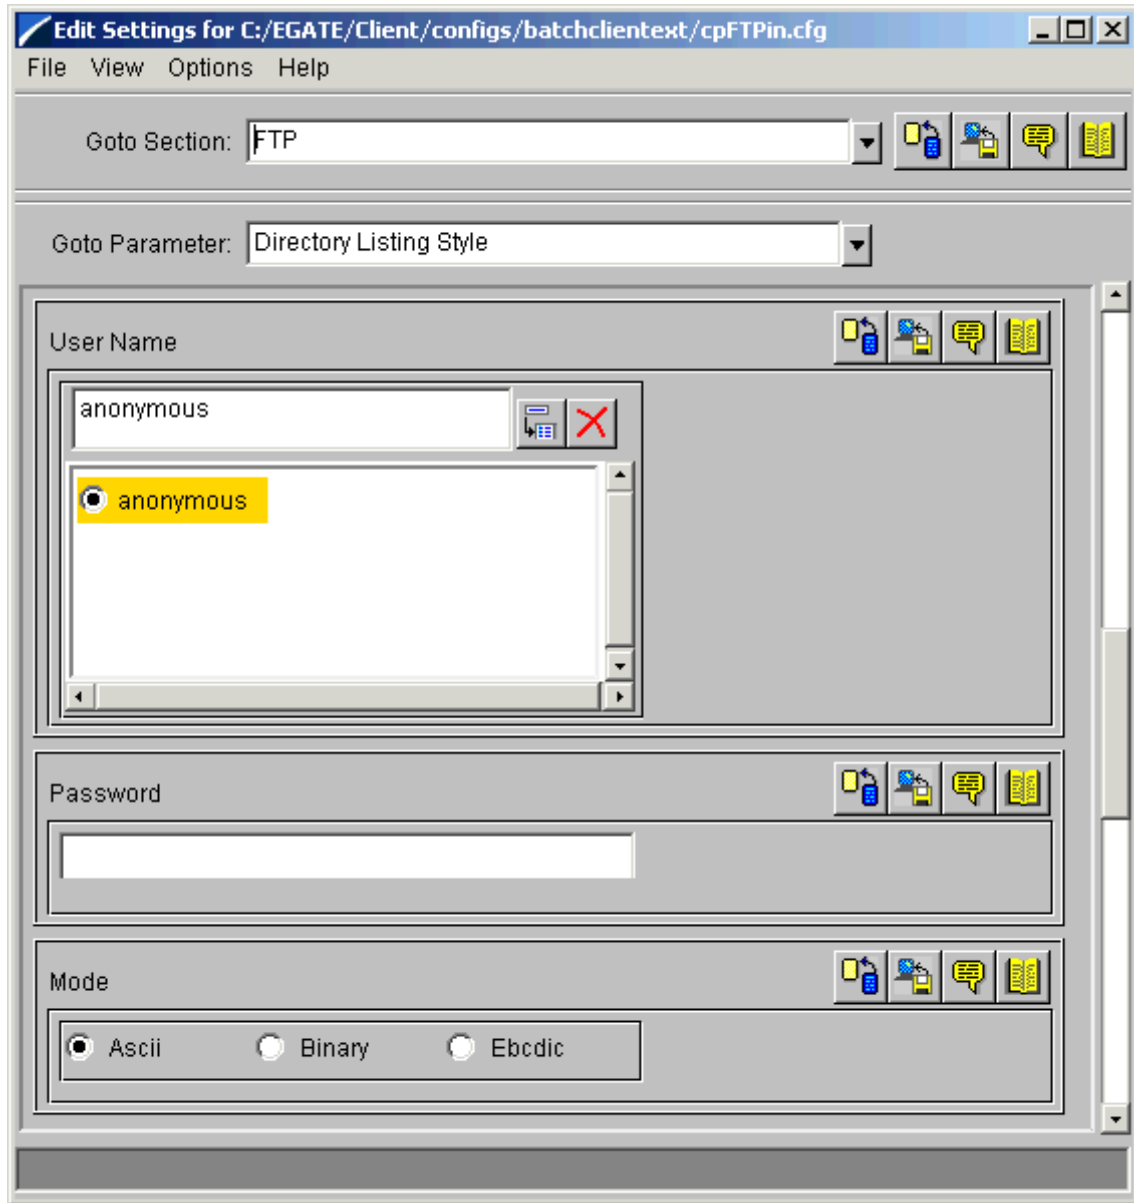 Edit Settings for C:/EGATE/Client/configs/batchclientext/cpFTPin.cfg
File View Options Help
Goto Section: FTP
Goto Parameter: Directory Listing Style
User Name
anonymous
anonymous
Password
Mode
Ascii Binary Ebcdic